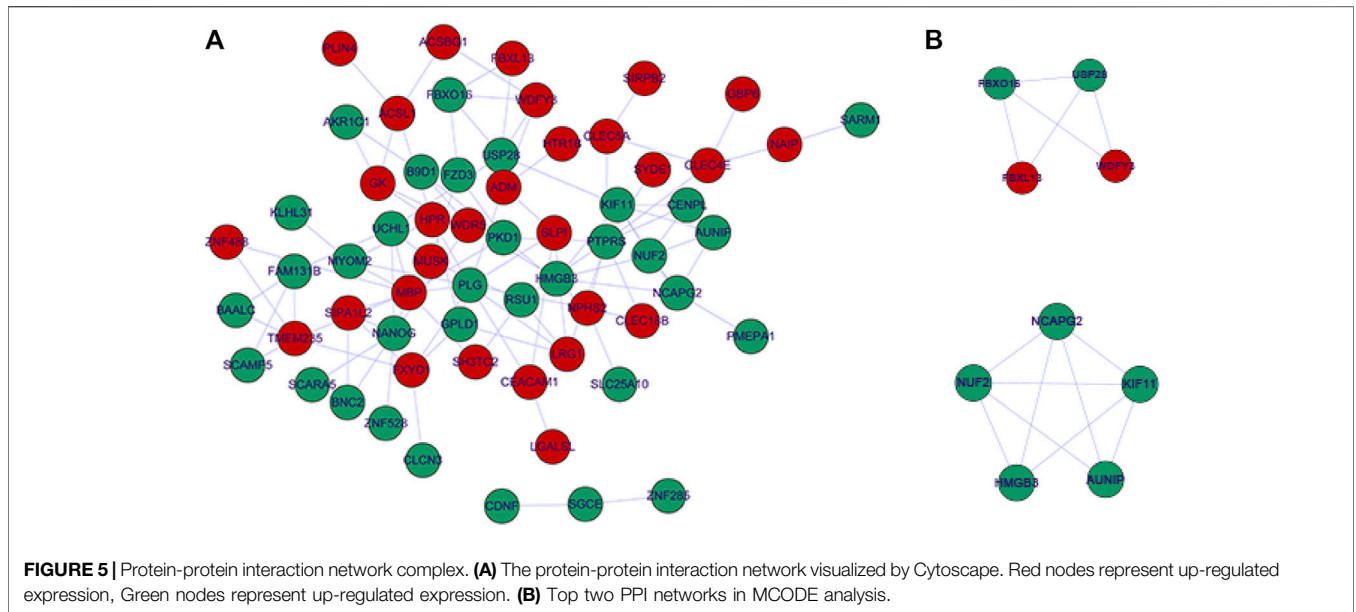 A
B
PLIN4
ACSBG1
FBXL13
FBXO16
WDFY3
SIRPB2
GBP6
ACSL1
AKR1C1
SARM1
HTR1B
CLEC5A
NAIP
USP28
SYDE1
CLEC4E
B9D1
FZD3
GK
ADM
KIF11
CENPL
KLHL31
HPR
WDR5
UCHL1
PKD1
SLPI
PTPRS
AUNIP
ZNF488
MYOM2
MUSK
NUF2
FAM131B
HMGB3
MBP
PLG
RSU1
NCAPG2
BAALC
SIPA1L2
NPHS2
CLEC18B
NANOG
GPLD1
TMEM235
PMEPA1
SCAMP5
FXYD1
SH3TC2
LRG1
SCARA5
CEACAM1
SLC25A10
BNC2
ZNF528
LGALSL
CLCN3
CDNF
SGCE
ZNF285
FBXO16
USP28
FBXL13
WDFY3
NCAPG2
NUF2
KIF11
HMGB3
AUNIP
FIGURE 5 | Protein-protein interaction network complex. (A) The protein-protein interaction network visualized by Cytoscape. Red nodes represent up-regulated
expression, Green nodes represent up-regulated expression. (B) Top two PPI networks in MCODE analysis.